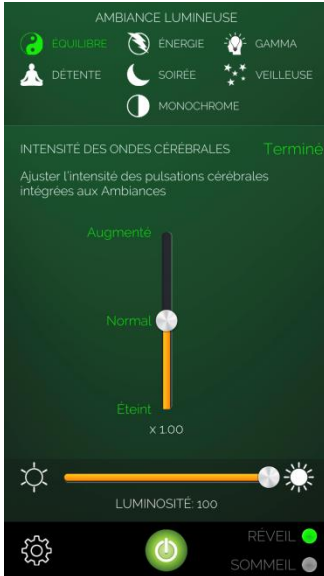 AMBIANCE LUMINEUSE
ÉQUILIBRE ÉNERGIE GAMMA
DÉTENTE SOIRÉE VEILLEUSE
MONOCHROME
INTENSITÉ DES ONDES CÉRÉBRALES Terminé
Ajuster l'intensité des pulsations cérébrales
intégrées aux Ambiances
Augmenté
Normal
Éteint
x 1.00
LUMINOSITÉ: 100
RÉVEIL
SOMMEIL